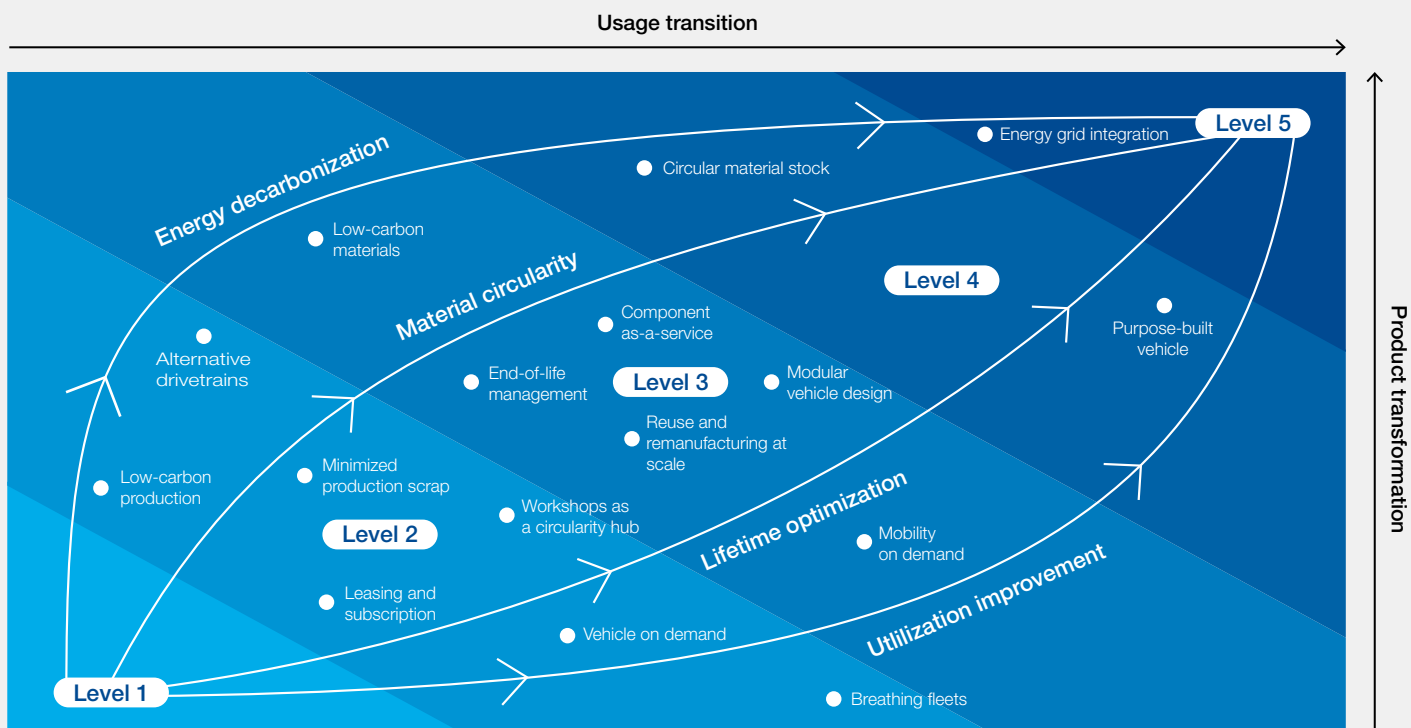 Usage transition
Level 5
Energy grid integration
Energy decarbonization
Circular material stock
Low-carbon
materials
Material circularity
Level 4
Component
as-a-service
Purpose-built
vehicle
Alternative
drivetrains
End-of-life
management
Level 3
Modular
vehicle design
Reuse and
remanufacturing at
scale
Product transformation
Low-carbon
production
Minimized
production scrap
Workshops as
a circularity hub
Level 2
Lifetime optimization
Mobility
on demand
Leasing and
subscription
Vehicle on demand
Utlilization improvement
Level 1
Breathing fleets